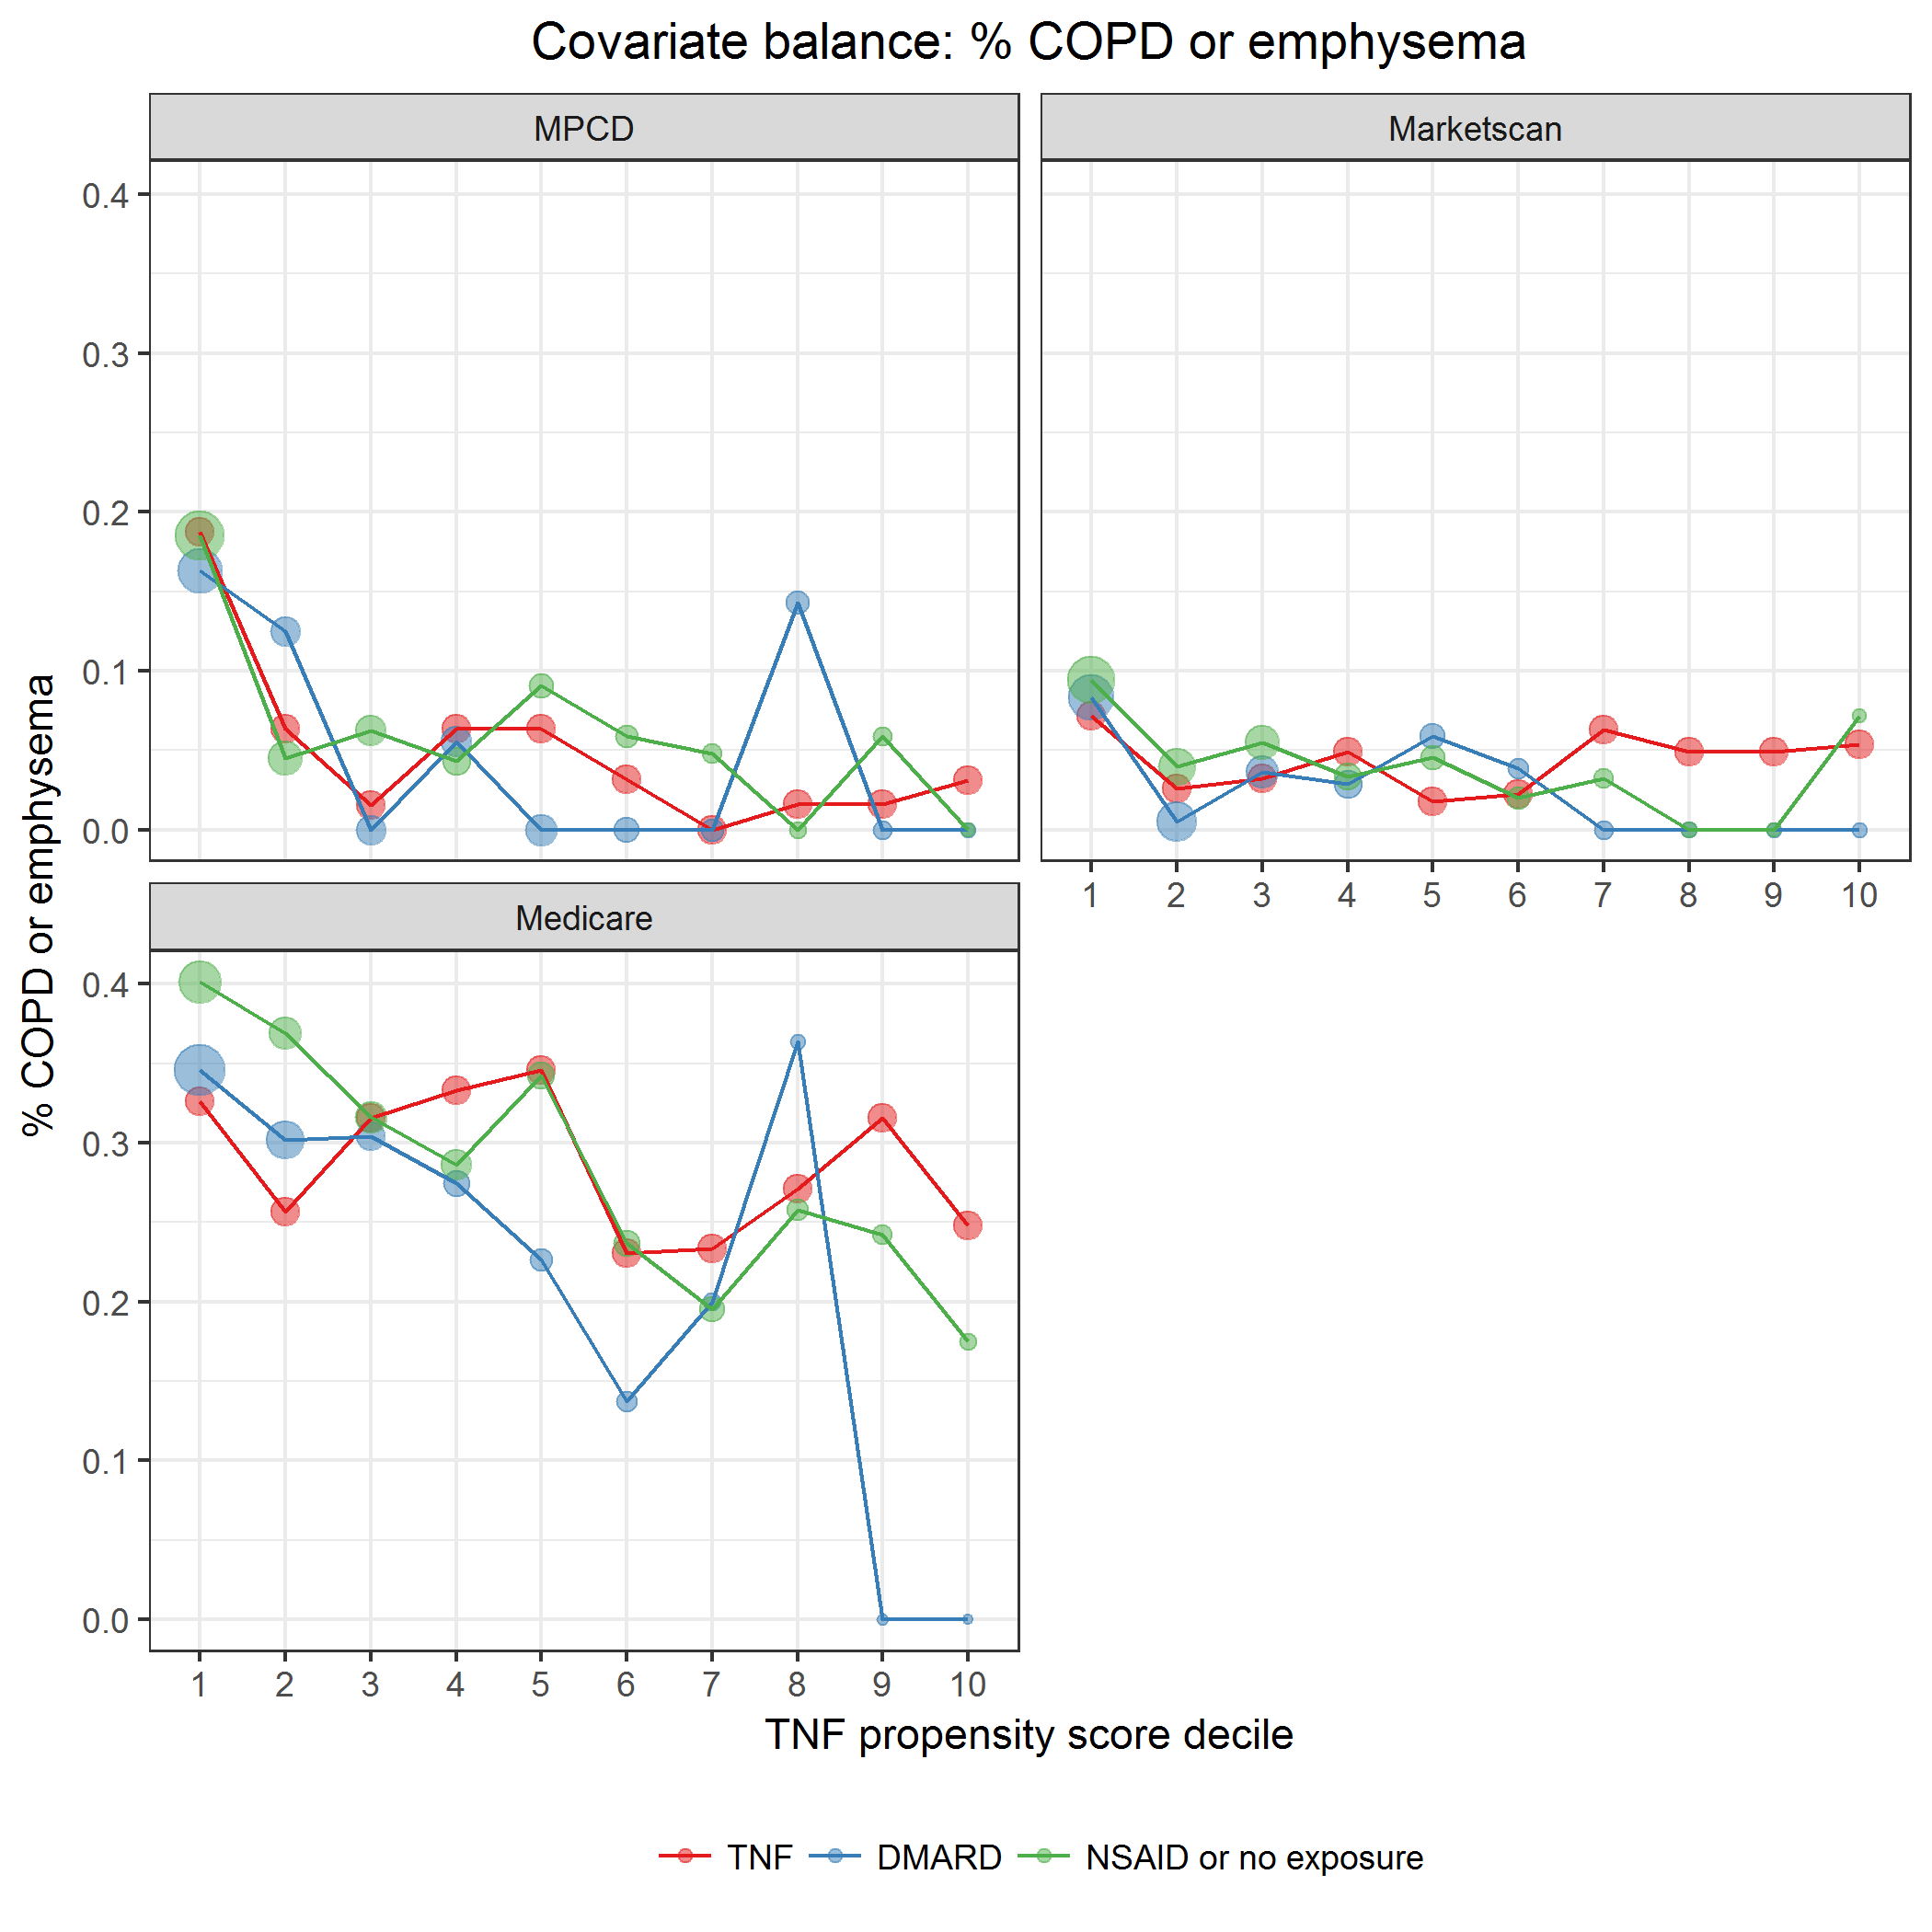 Covariate balance: % COPD or emphysema
MPCD
Marketscan
0.4
0.3
0.2
0.1
0.0
1 2 3 4 5 6 7 8 9 10
% COPD or emphysema
Medicare
0.4
0.3
0.2
0.1
0.0
1 2 3 4 5 6 7 8 9 10
TNF propensity score decile
TNF DMARD NSAID or no exposure